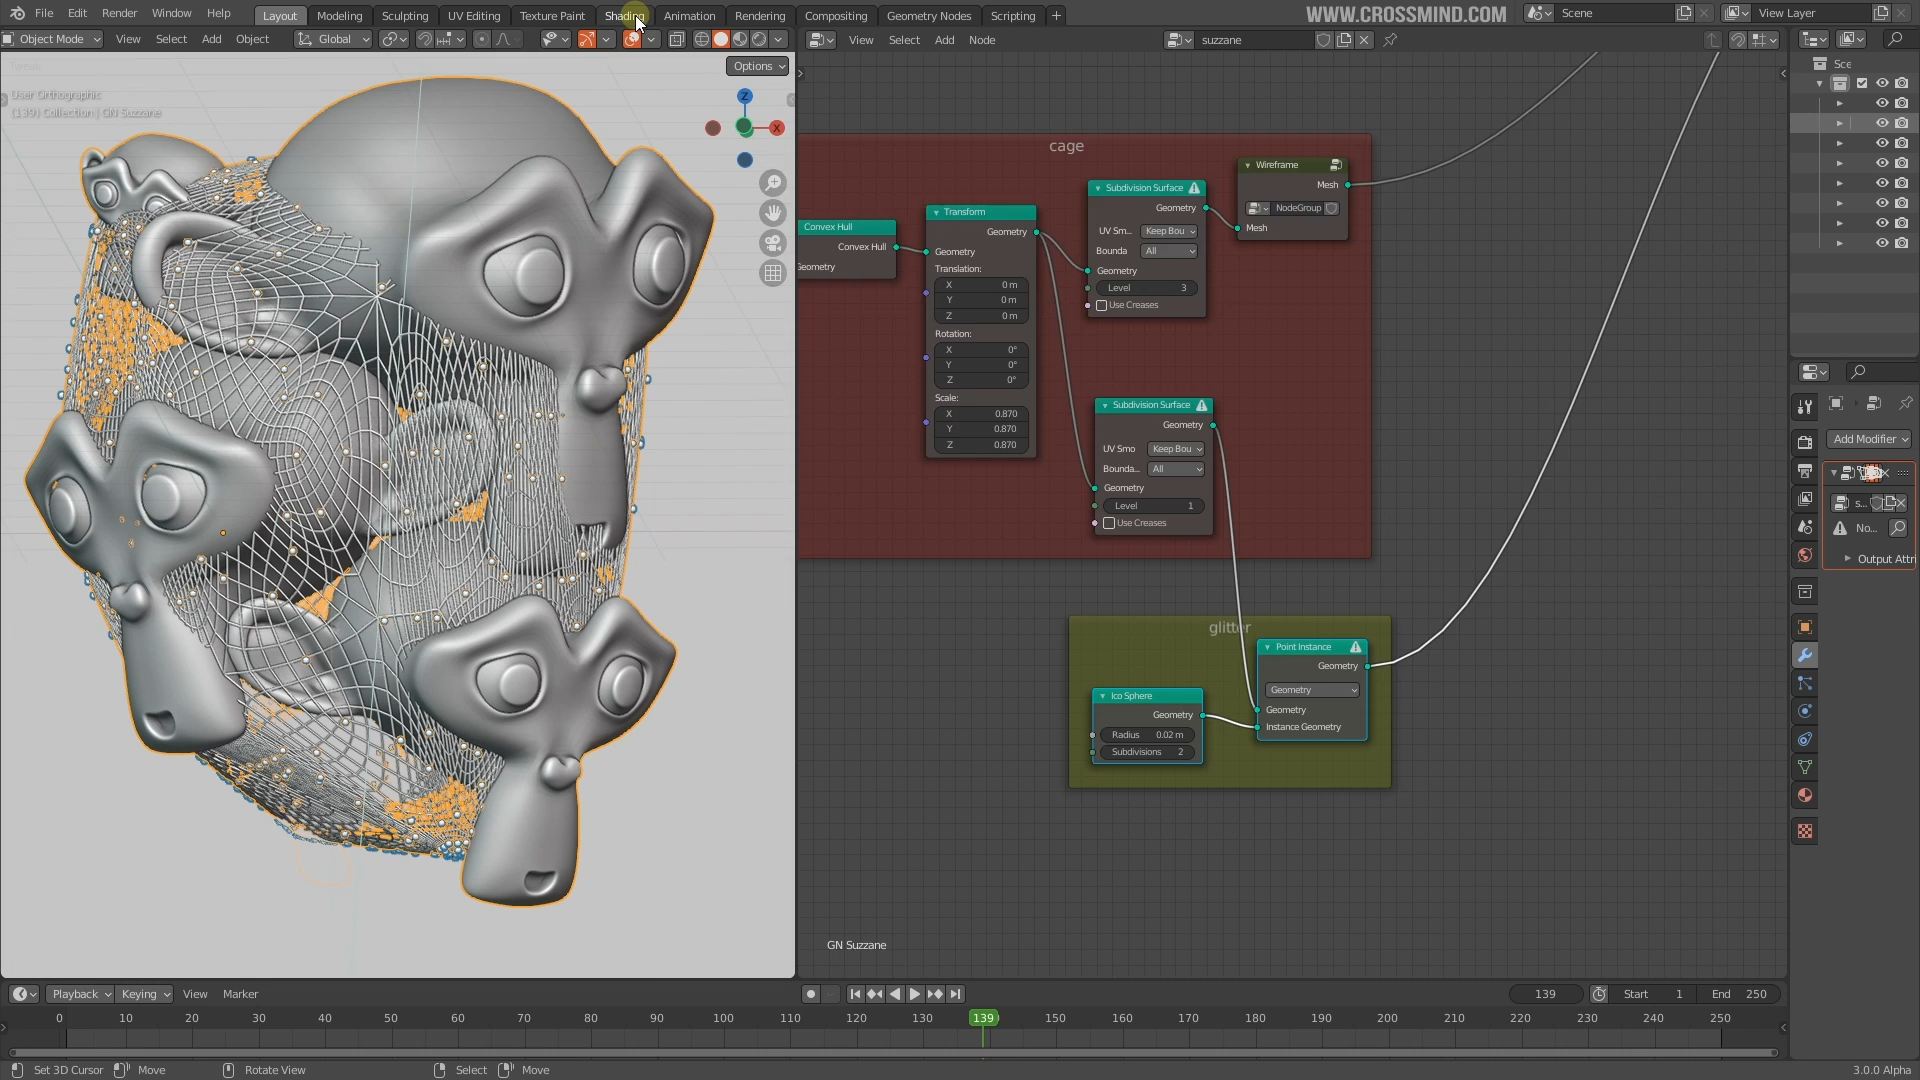 File Edit Render Window Help Layout Modeling Sculpting UV Editing Texture Paint Shading Animation Rendering Compositing Geometry Nodes Scripting + WWW.CROSSMIND.COM Scene View Layer
Object Mode View Select Add Object Global View Select Add Node suzzane
Options
User Orthographic
(139) Collection | GN Suzzane
Z
X
cage
Convex Hull
Convex Hull
Geometry
Transform
Geometry
Geometry
Translation:
X 0 m
Y 0 m
Z 0 m
Rotation:
X 0°
Y 0°
Z 0°
Scale:
X 0.870
Y 0.870
Z 0.870
Subdivision Surface
Geometry
UV Sm... Keep Bou
Bounda All
Geometry
Level 3
Use Creases
Wireframe
Mesh
NodeGroup
Mesh
Subdivision Surface
Geometry
UV Smo Keep Bou
Bounda... All
Geometry
Level 1
Use Creases
glitter
Ico Sphere
Geometry
Radius 0.02 m
Subdivisions 2
Point Instance
Geometry
Geometry
Geometry
Instance Geometry
GN Suzzane
Sce
Add Modifier
s...
No...
Output Attri
Playback Keying View Marker 139 Start 1 End 250
0 10 20 30 40 50 60 70 80 90 100 110 120 130 139 150 160 170 180 190 200 210 220 230 240 250
Set 3D Cursor Move Rotate View Select Move 3.0.0 Alpha